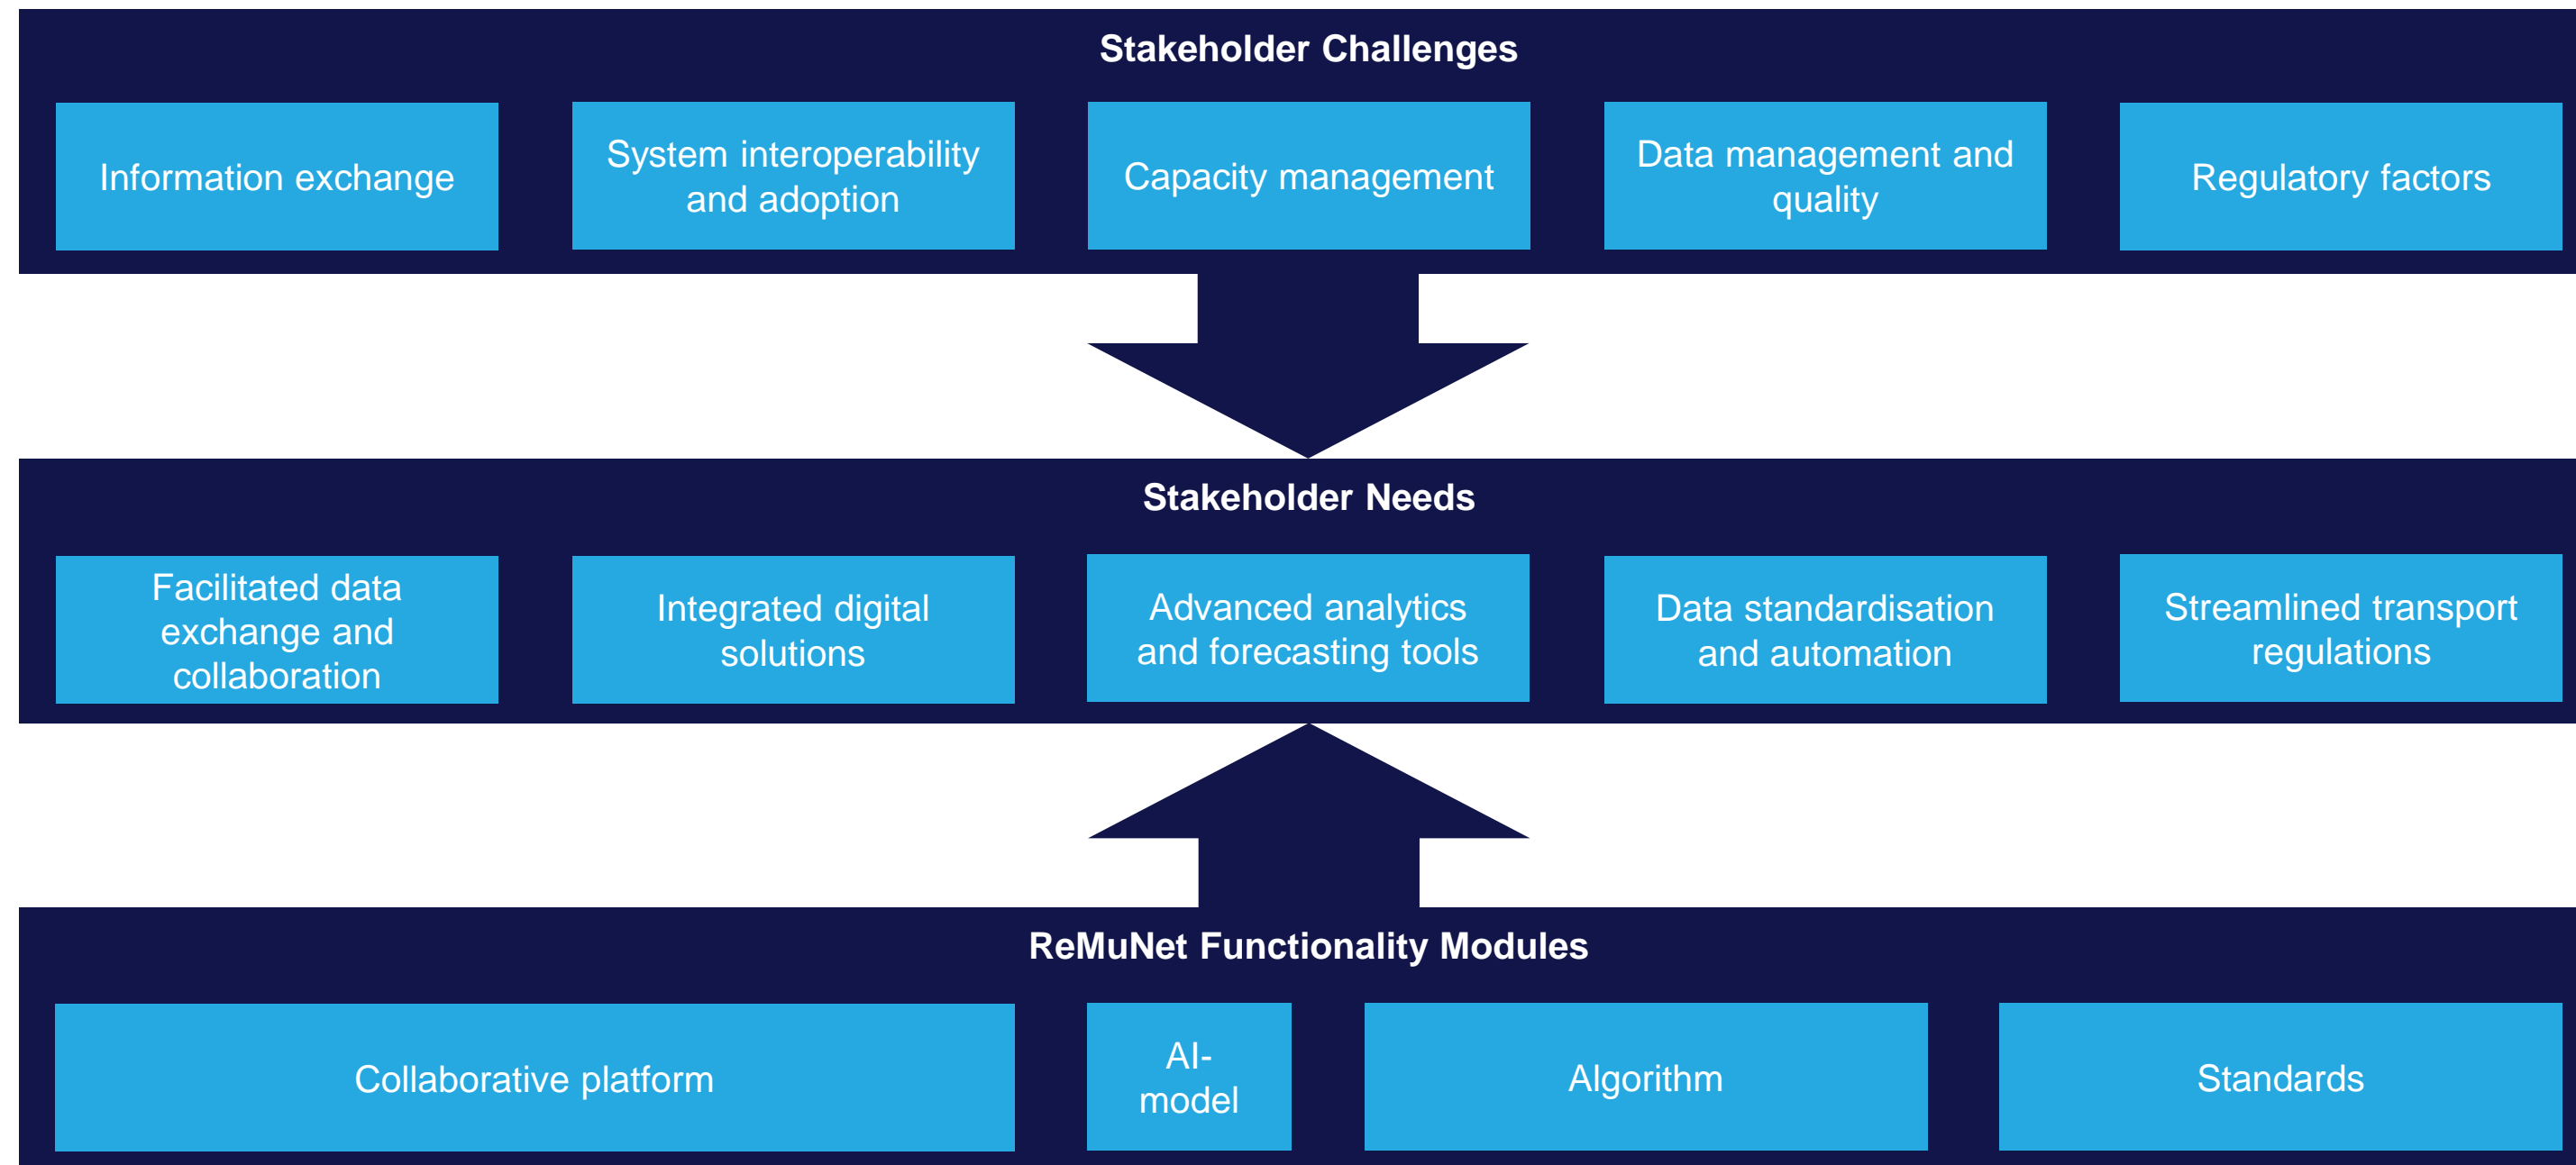 Stakeholder Challenges
Information exchange
System interoperability
and adoption
Capacity management
Data management and
quality
Regulatory factors
Stakeholder Needs
Facilitated data
exchange and
collaboration
Integrated digital
solutions
Advanced analytics
and forecasting tools
Data standardisation
and automation
Streamlined transport
regulations
ReMuNet Functionality Modules
Collaborative platform
AI-
model
Algorithm
Standards